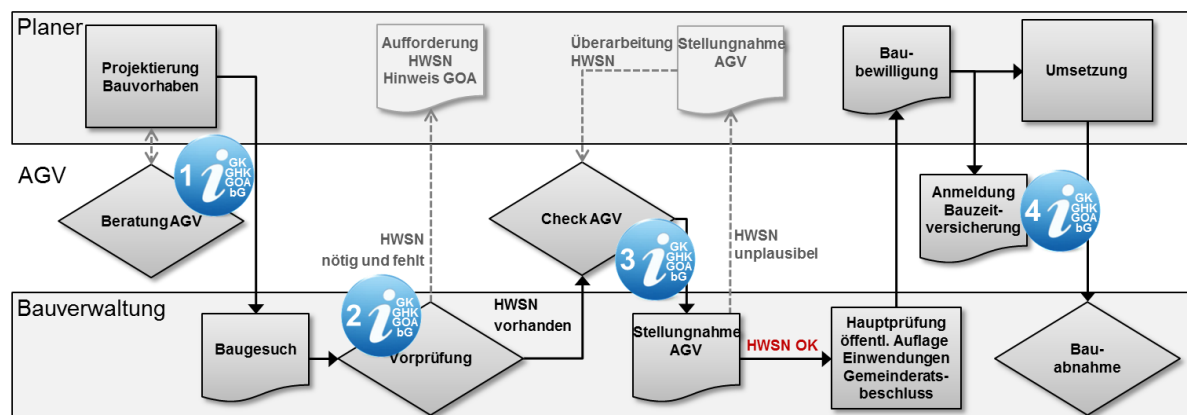 Planer
Projektierung
Bauvorhaben
Aufforderung
HWSN
Hinweis GOA
Überarbeitung
HWSN
Stellungnahme
AGV
Bau-
bewilligung
Umsetzung
AGV
Beratung AGV
1 i GK
GHK
GOA
bG
HWSN
nötig und fehlt
Check AGV
3 i GK
GHK
GOA
bG
HWSN
unplausibel
Anmeldung
Bauzeit-
versicherung
4 i GK
GHK
GOA
bG
Bauverwaltung
Baugesuch
2 i GK
GHK
GOA
bG
Vorprüfung
HWSN
vorhanden
Stellungnahme
AGV
HWSN OK
Hauptprüfung
öffentl. Auflage
Einwendungen
Gemeinderats-
beschluss
Bau-
abnahme